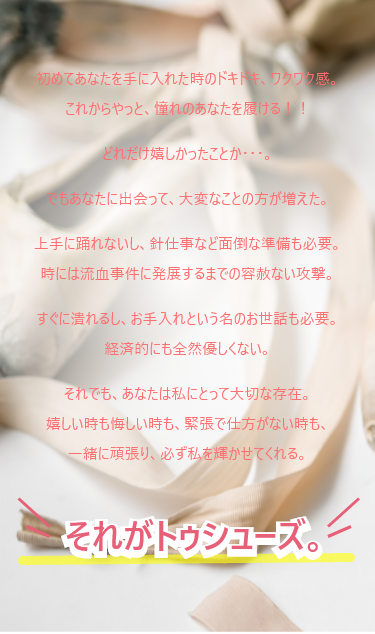 初めてあなたを手に入れた時のドキドキ、ワクワク感。
これからやっと、憧れのあなたを履ける！！
どれだけ嬉しかったことか・・・。
でもあなたに出会って、大変なことの方が増えた。
上手に踊れないし、針仕事など面倒な準備も必要。
時には流血事件に発展するまでの容赦ない攻撃。
すぐに潰れるし、お手入れという名のお世話も必要。
経済的にも全然優しくない。
それでも、あなたは私にとって大切な存在。
嬉しい時も悔しい時も、緊張で仕方がない時も、
一緒に頑張り、必ず私を輝かせてくれる。
それがトゥシューズ。